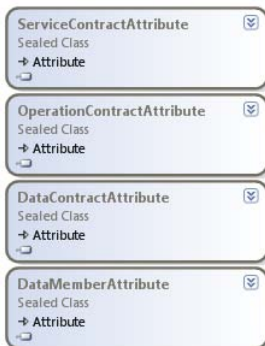 ServiceContractAttribute
Sealed Class
Attribute
OperationContractAttribute
Sealed Class
Attribute
DataContractAttribute
Sealed Class
Attribute
DataMemberAttribute
Sealed Class
Attribute